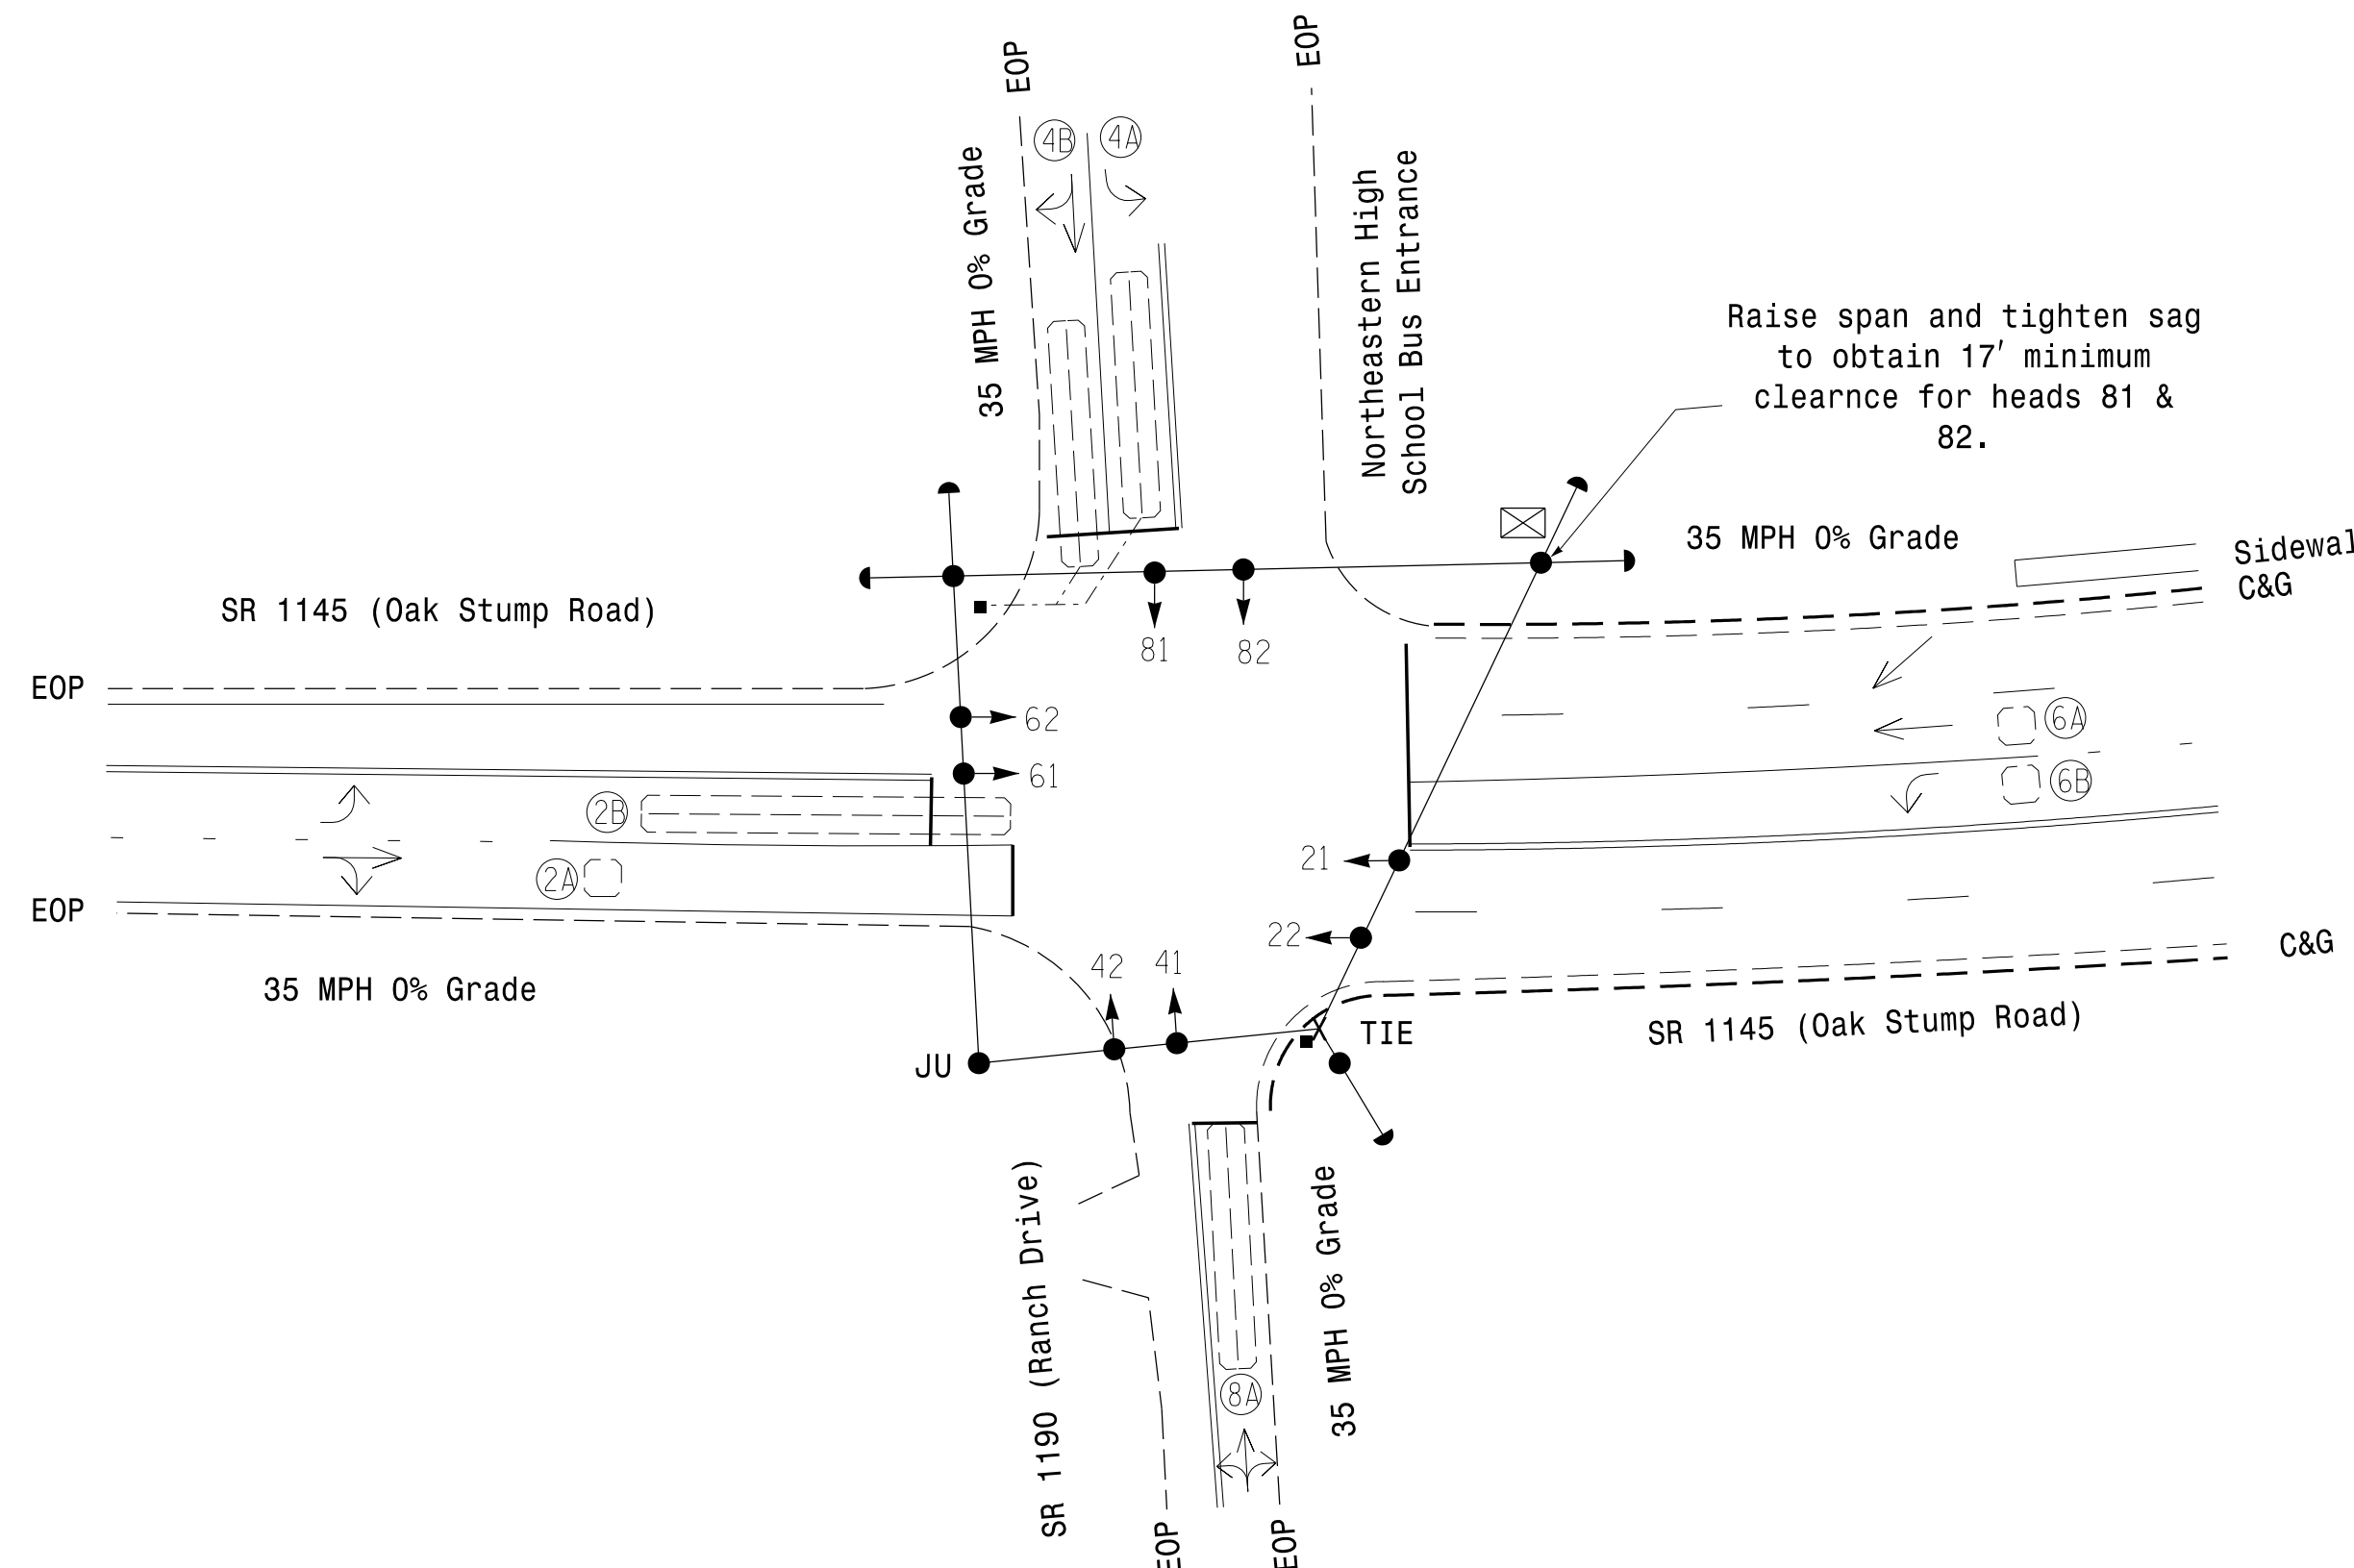 EOP
EOP
4B
4A
35 MPH 0% Grade
Northeastern High
School Bus Entrance
Raise span and tighten sag
to obtain 17' minimum
clearnce for heads 81 &
82.
35 MPH 0% Grade
Sidewal
C&G
SR 1145 (Oak Stump Road)
81
82
EOP
62
6A
61
6B
2B
21
2A
EOP
22
C&G
42
41
35 MPH 0% Grade
SR 1145 (Oak Stump Road)
TIE
JU
SR 1190 (Ranch Drive)
35 MPH 0% Grade
8A
EOP
EOP